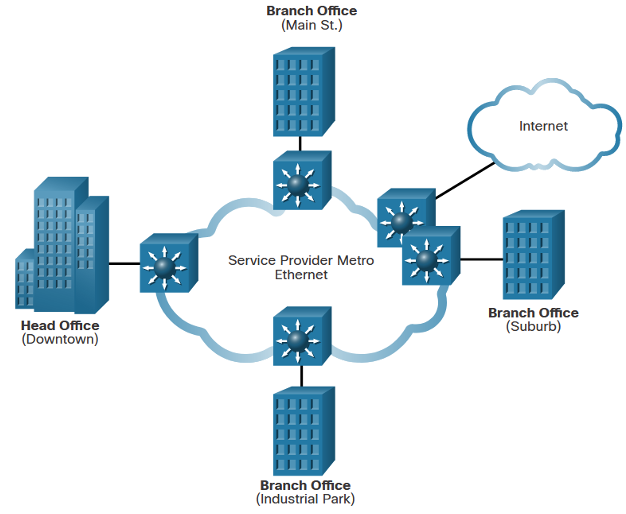 Branch Office
(Main St.)
Internet
Service Provider Metro
Ethernet
Head Office
(Downtown)
Branch Office
(Suburb)
Branch Office
(Industrial Park)